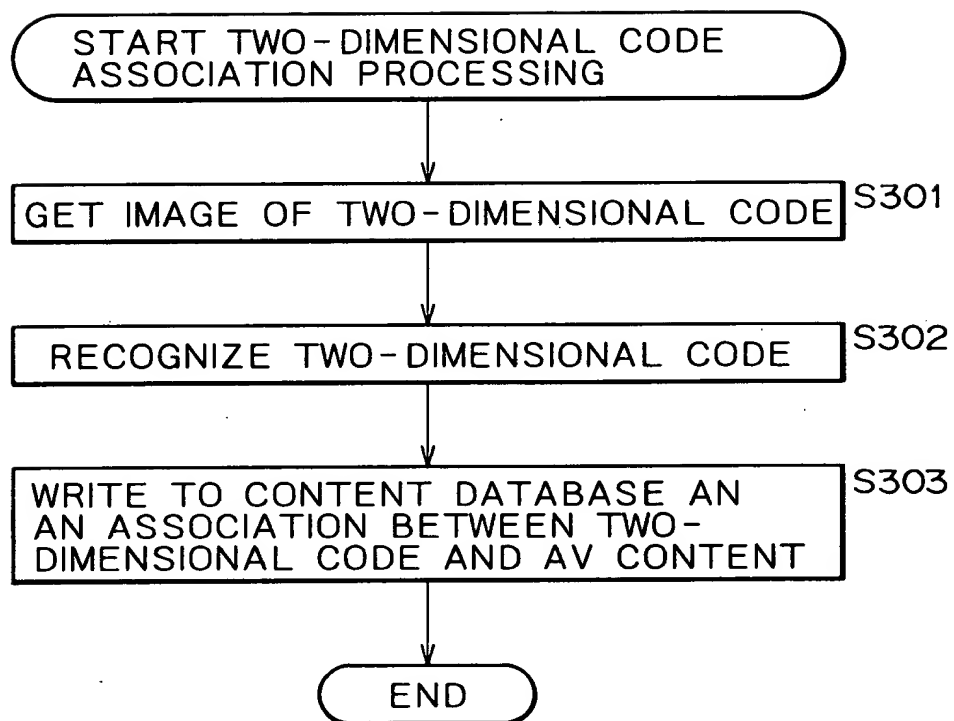 START TWO-DIMENSIONAL CODE
ASSOCIATION PROCESSING
GET IMAGE OF TWO-DIMENSIONAL CODE
S301
RECOGNIZE TWO-DIMENSIONAL CODE
S302
WRITE TO CONTENT DATABASE AN
AN ASSOCIATION BETWEEN TWO-
DIMENSIONAL CODE AND AV CONTENT
S303
END